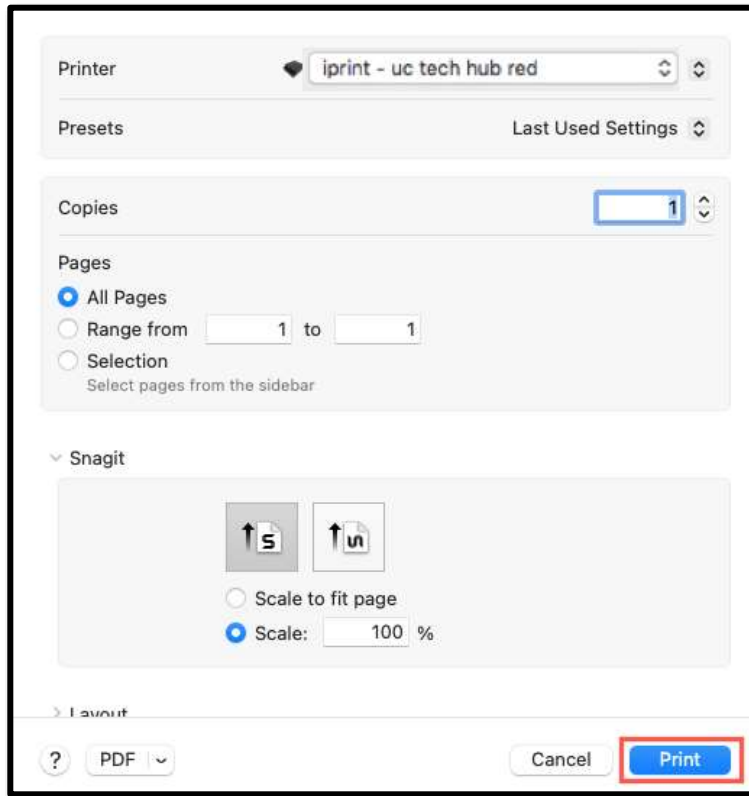 Printer iprint - uc tech hub red
Presets Last Used Settings
Copies 1
Pages
All Pages
Range from 1 to 1
Selection
Select pages from the sidebar
Snagit
S S
Scale to fit page
Scale: 100 %
Layout
? PDF Cancel Print